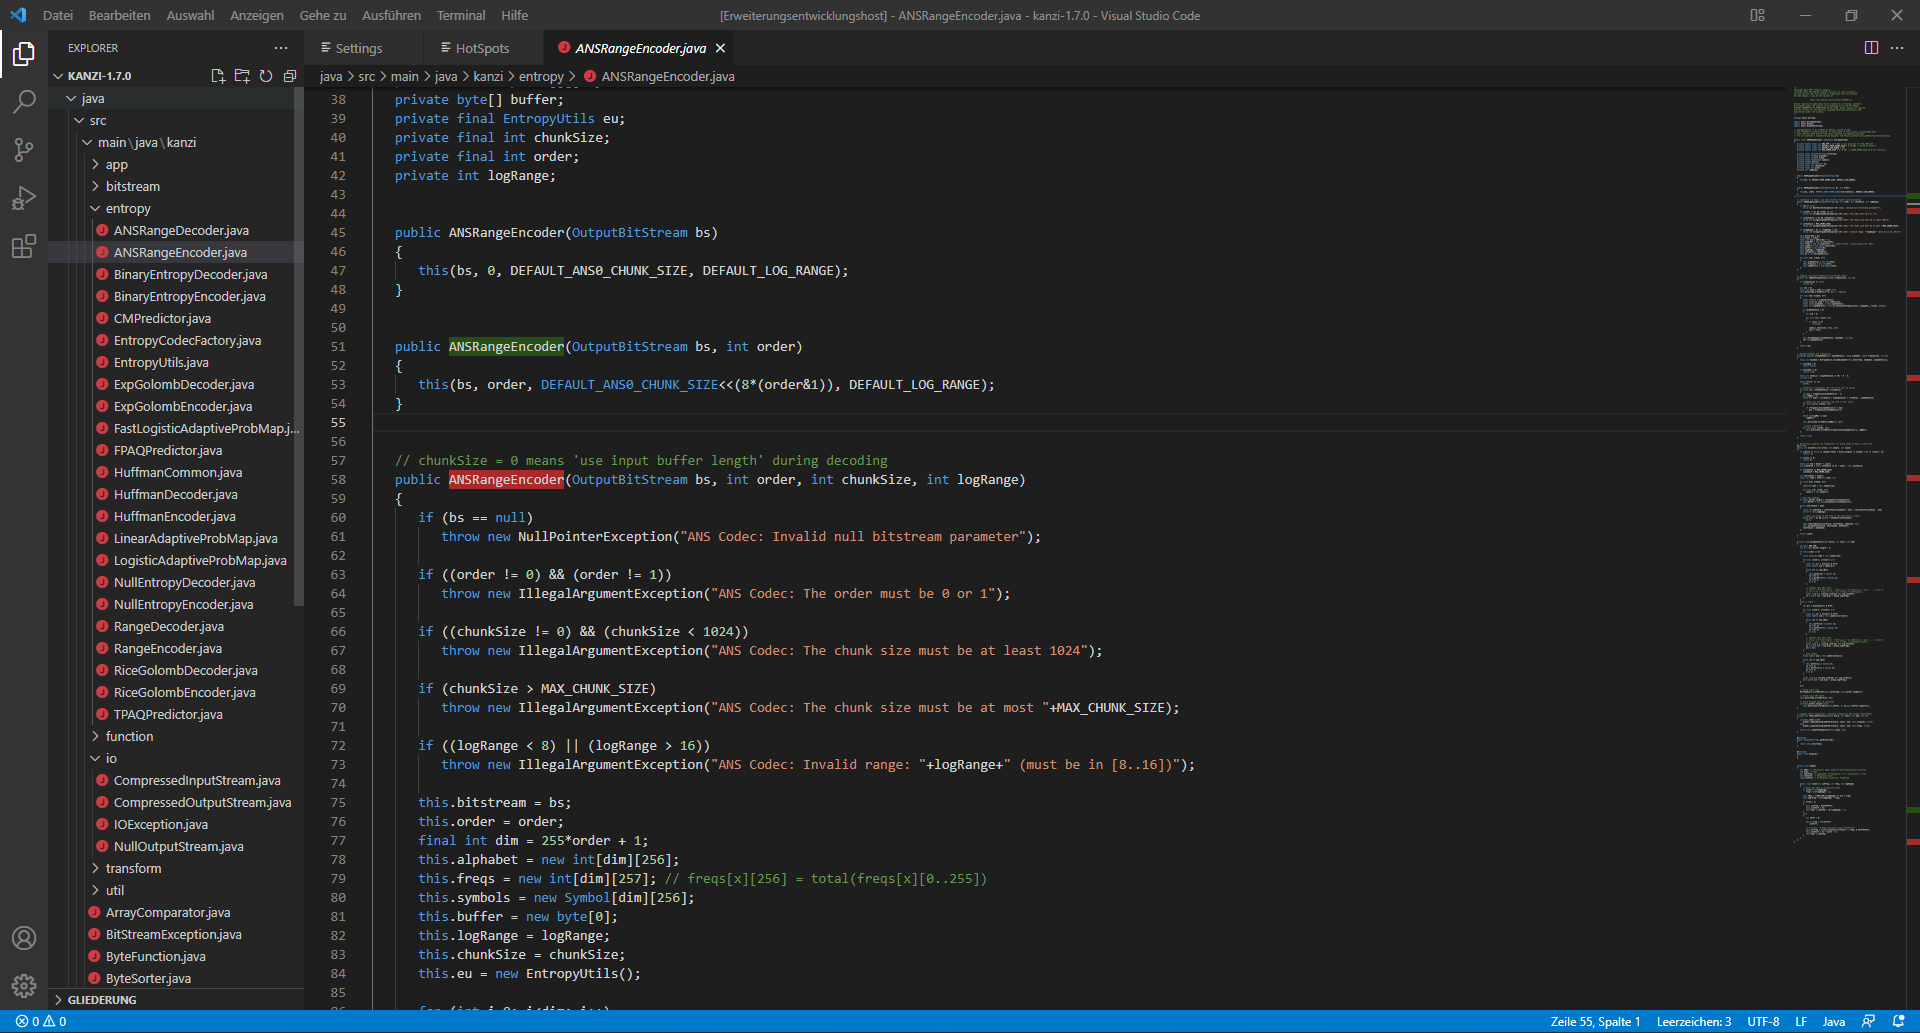 Datei Bearbeiten Auswahl Anzeigen Gehe zu Ausführen Terminal Hilfe
[Erweiterungsentwicklungshost] - ANSRangeEncoder.java - kanzi-1.7.0 - Visual Studio Code
EXPLORER
KANZI-1.7.0
java
src
main\java\kanzi
app
bitstream
entropy
ANSRangeDecoder.java
ANSRangeEncoder.java
BinaryEntropyDecoder.java
BinaryEntropyEncoder.java
CMPredictor.java
EntropyCodecFactory.java
EntropyUtils.java
ExpGolombDecoder.java
ExpGolombEncoder.java
FastLogisticAdaptiveProbMap.j...
FPAQPredictor.java
HuffmanCommon.java
HuffmanDecoder.java
HuffmanEncoder.java
LinearAdaptiveProbMap.java
LogisticAdaptiveProbMap.java
NullEntropyDecoder.java
NullEntropyEncoder.java
RangeDecoder.java
RangeEncoder.java
RiceGolombDecoder.java
RiceGolombEncoder.java
TPAQPredictor.java
function
io
CompressedInputStream.java
CompressedOutputStream.java
IOException.java
NullOutputStream.java
transform
util
ArrayComparator.java
BitStreamException.java
ByteFunction.java
ByteSorter.java
GLIEDERUNG
Settings HotSpots ANSRangeEncoder.java
java > src > main > java > kanzi > entropy > ANSRangeEncoder.java
38 private byte[] buffer;
39 private final EntropyUtils eu;
40 private final int chunkSize;
41 private final int order;
42 private int logRange;
43
44
45 public ANSRangeEncoder(OutputBitStream bs)
46 {
47 this(bs, 0, DEFAULT_ANS0_CHUNK_SIZE, DEFAULT_LOG_RANGE);
48 }
49
50
51 public ANSRangeEncoder(OutputBitStream bs, int order)
52 {
53 this(bs, order, DEFAULT_ANS0_CHUNK_SIZE<<(8*(order&1)), DEFAULT_LOG_RANGE);
54 }
55
56
57 // chunkSize = 0 means 'use input buffer length' during decoding
58 public ANSRangeEncoder(OutputBitStream bs, int order, int chunkSize, int logRange)
59 {
60 if (bs == null)
61 throw new NullPointerException("ANS Codec: Invalid null bitstream parameter");
62
63 if ((order != 0) && (order != 1))
64 throw new IllegalArgumentException("ANS Codec: The order must be 0 or 1");
65
66 if ((chunkSize != 0) && (chunkSize < 1024))
67 throw new IllegalArgumentException("ANS Codec: The chunk size must be at least 1024");
68
69 if (chunkSize > MAX_CHUNK_SIZE)
70 throw new IllegalArgumentException("ANS Codec: The chunk size must be at most "+MAX_CHUNK_SIZE);
71
72 if ((logRange < 8) || (logRange > 16))
73 throw new IllegalArgumentException("ANS Codec: Invalid range: "+logRange+" (must be in [8..16])");
74
75 this.bitstream = bs;
76 this.order = order;
77 final int dim = 255*order + 1;
78 this.alphabet = new int[dim][256];
79 this.freqs = new int[dim][257]; // freqs[x][256] = total(freqs[x][0..255])
80 this.symbols = new Symbol[dim][256];
81 this.buffer = new byte[0];
82 this.logRange = logRange;
83 this.chunkSize = chunkSize;
84 this.eu = new EntropyUtils();
85
0 0
Zeile 55, Spalte 1 Leerzeichen: 3 UTF-8 LF Java